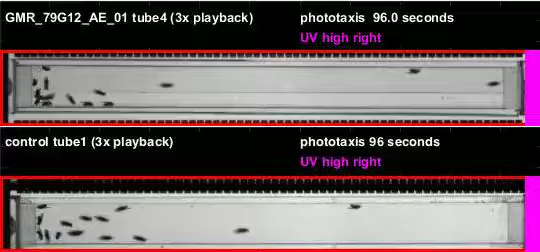 GMR_79G12_AE_01 tube4 (3x playback) phototaxis 96.0 seconds
UV high right
control tube1 (3x playback) phototaxis 96 seconds
UV high right